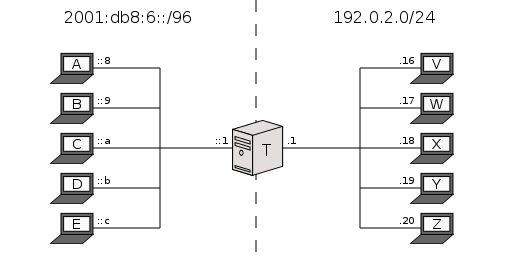 2001:db8:6::/96 192.0.2.0/24
A ::8 .16 V
B ::9 .17 W
C ::a ::1 T .1 .18 X
D ::b .19 Y
E ::c .20 Z